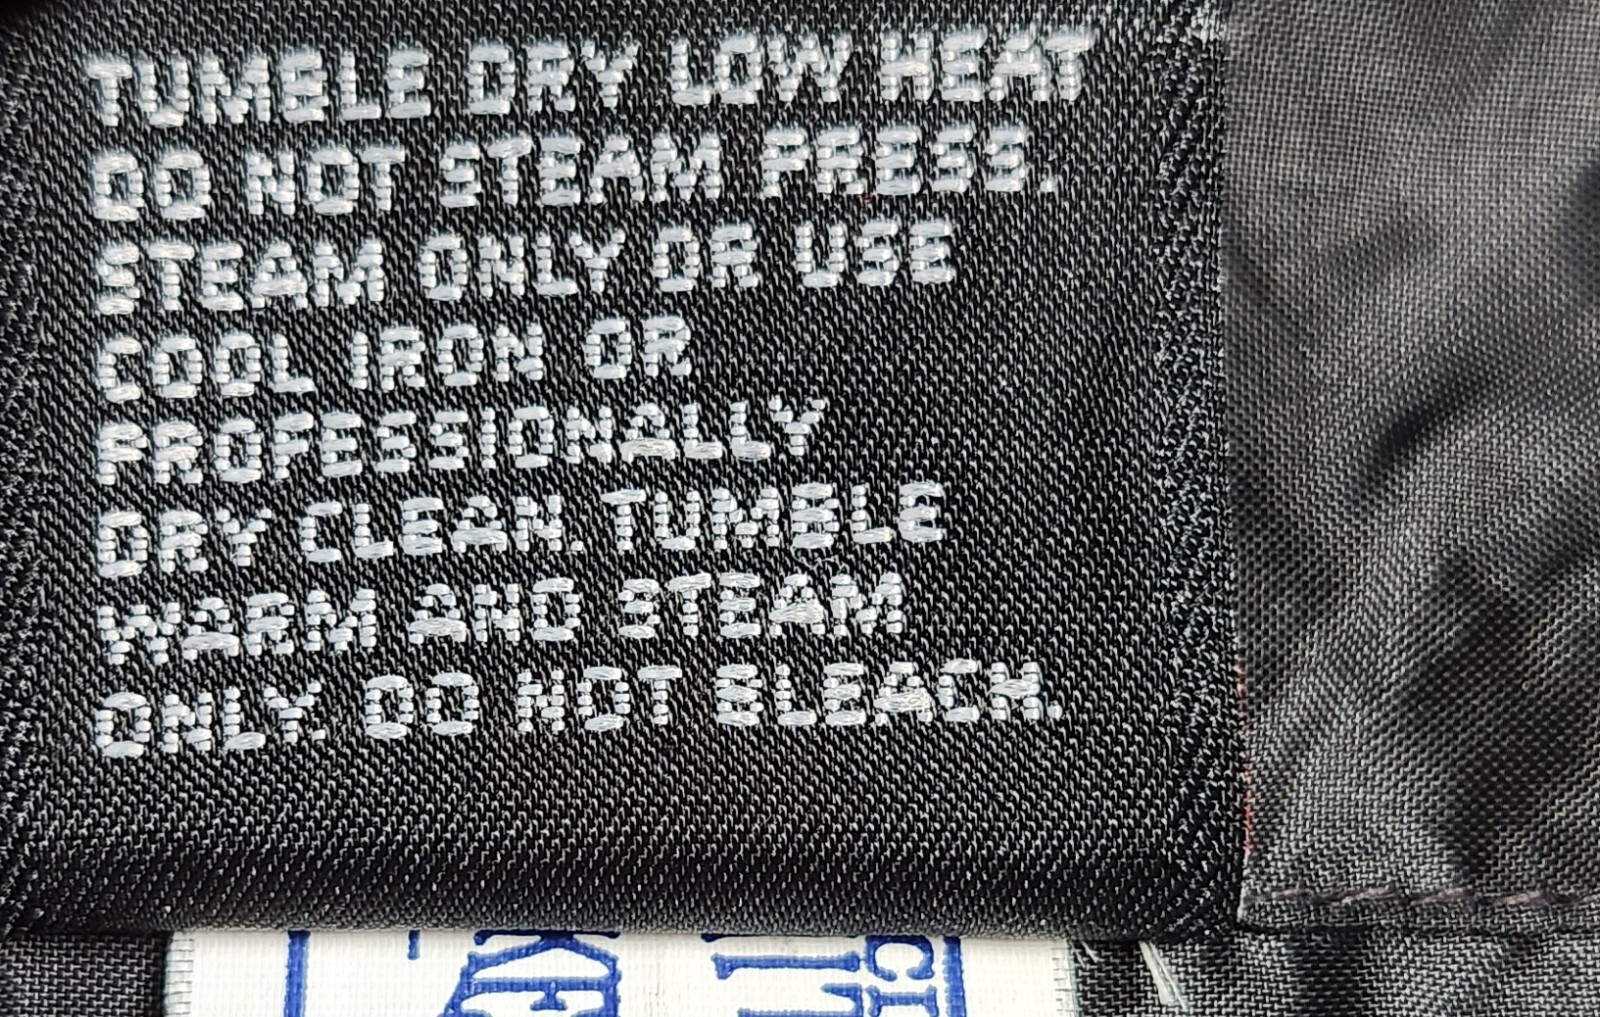 TUMBLE DRY LOW HEAT
DO NOT STEAM PRESS.
STEAM ONLY OR USE
COOL IRON OR
PROFESSIONALLY
DRY CLEAN. TUMBLE
WARM AND STEAM
ONLY. DO NOT BLEACH.